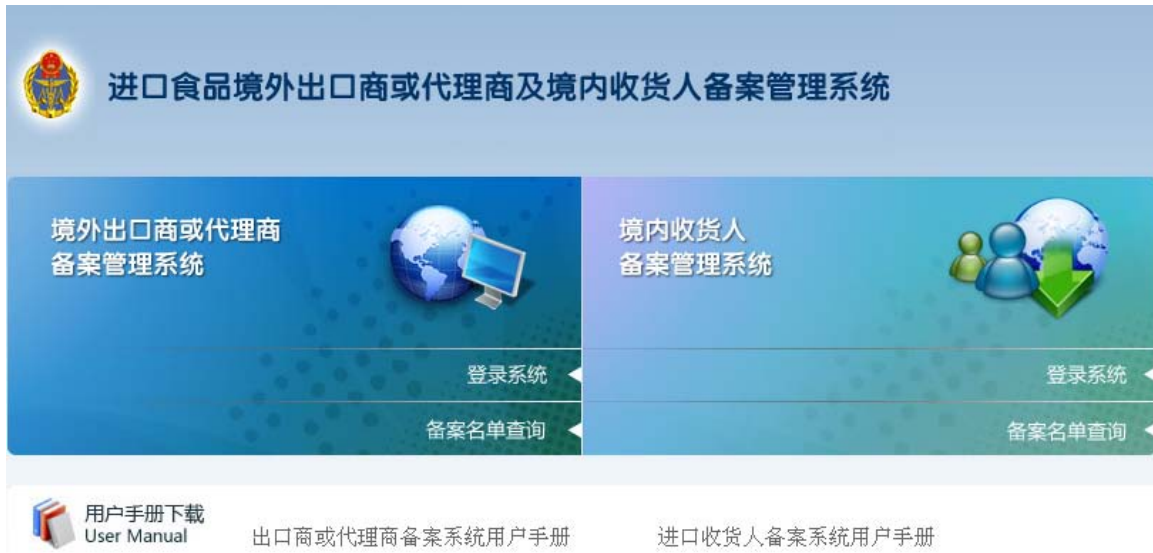 进口食品境外出口商或代理商及境内收货人备案管理系统
境外出口商或代理商
备案管理系统
登录系统
备案名单查询
境内收货人
备案管理系统
登录系统
备案名单查询
用户手册下载
User Manual
出口商或代理商备案系统用户手册
进口收货人备案系统用户手册